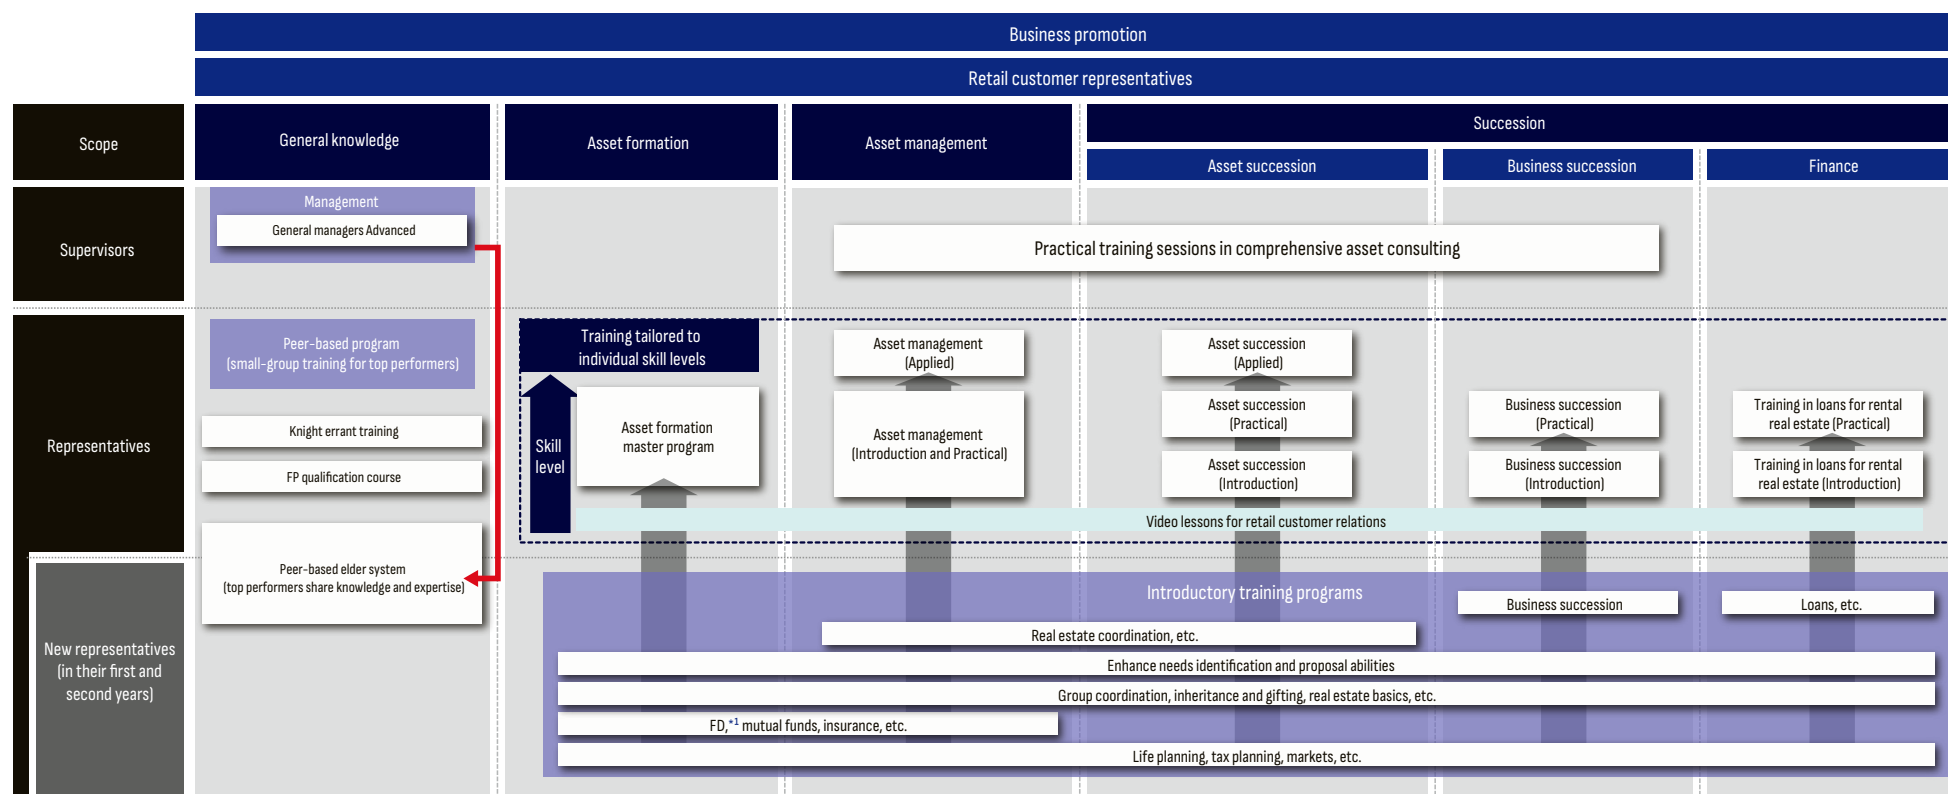 Business promotion
Retail customer representatives
Scope
General knowledge
Asset formation
Asset management
Succession
Asset succession
Business succession
Finance
Supervisors
Management
General managers Advanced
Practical training sessions in comprehensive asset consulting
Representatives
Peer-based program
(small-group training for top performers)
Knight errant training
FP qualification course
Peer-based elder system
(top performers share knowledge and expertise)
Training tailored to
individual skill levels
Skill
level
Asset formation
master program
Asset management
(Applied)
Asset management
(Introduction and Practical)
Asset succession
(Applied)
Asset succession
(Practical)
Asset succession
(Introduction)
Business succession
(Practical)
Business succession
(Introduction)
Training in loans for rental
real estate (Practical)
Training in loans for rental
real estate (Introduction)
Video lessons for retail customer relations
New representatives
(in their first and
second years)
Introductory training programs
Business succession
Loans, etc.
Real estate coordination, etc.
Enhance needs identification and proposal abilities
Group coordination, inheritance and gifting, real estate basics, etc.
FD,*1 mutual funds, insurance, etc.
Life planning, tax planning, markets, etc.